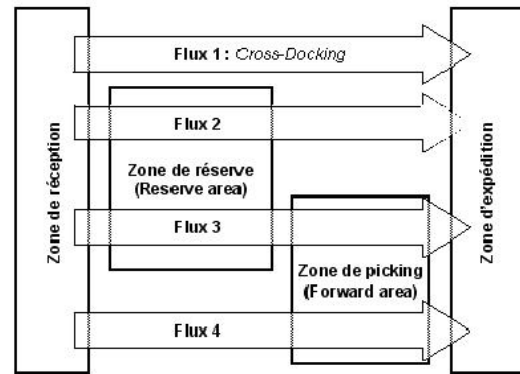 Zone de réception
Flux 1 : Cross-Docking
Flux 2
Zone de réserve
(Reserve area)
Flux 3
Zone de picking
(Forward area)
Flux 4
Zone d'expédition